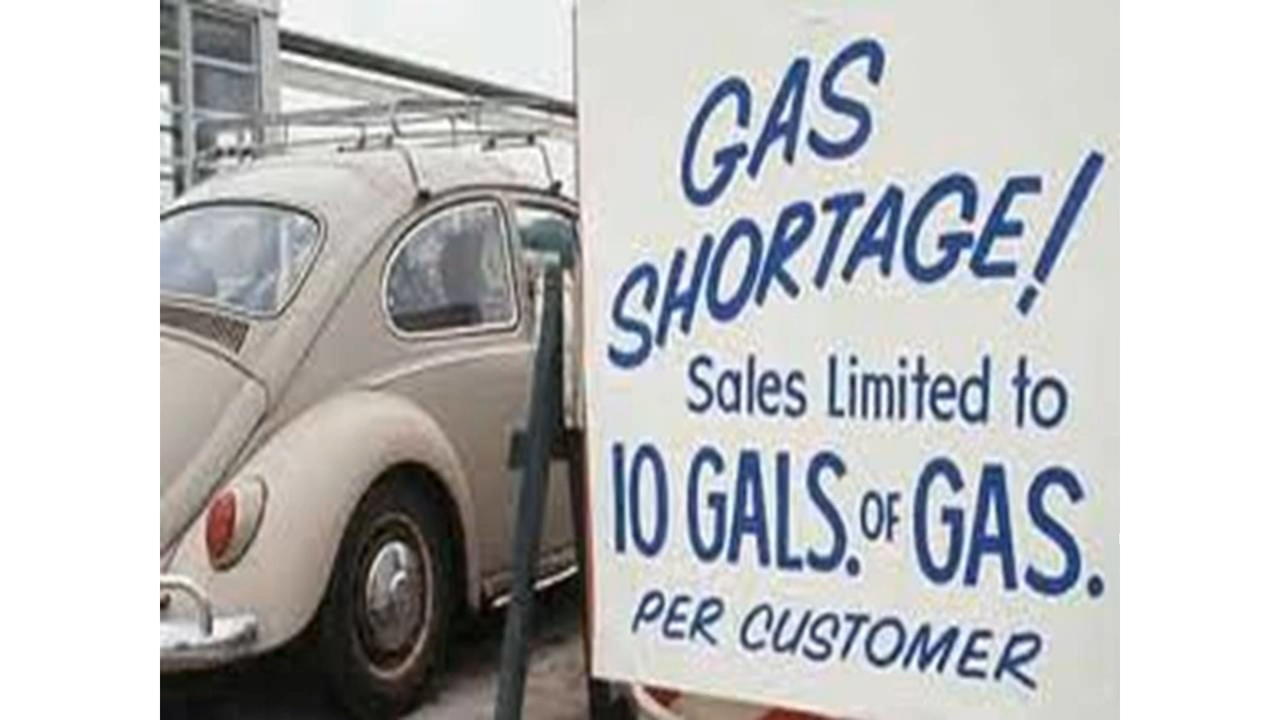 GAS
SHORTAGE!
Sales Limited to
10 GALS. OF GAS.
PER CUSTOMER